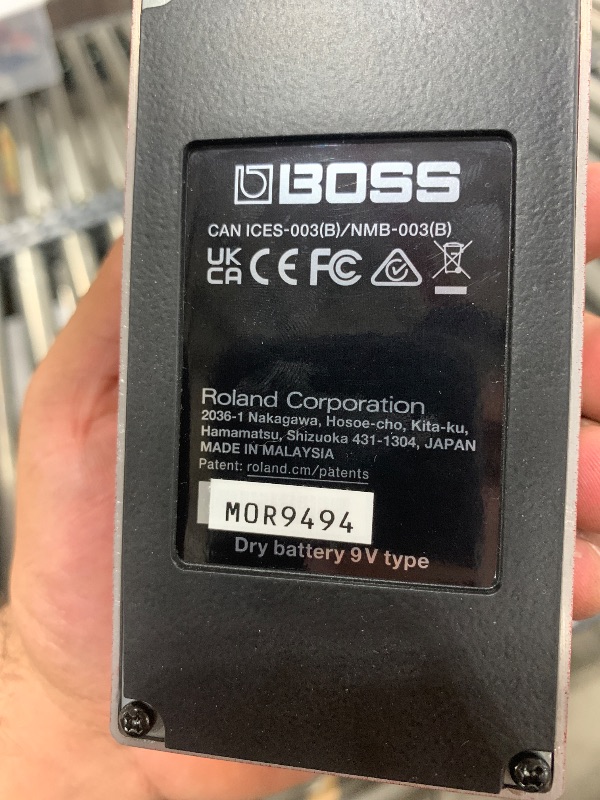 BOSS
CAN ICES-003(B)/NMB-003(B)
UK CA CE FC
Roland Corporation
2036-1 Nakagawa, Hosoe-cho, Kita-ku,
Hamamatsu, Shizuoka 431-1304, JAPAN
MADE IN MALAYSIA
Patent: roland.cm/patents
M0R9494
Dry battery 9V type